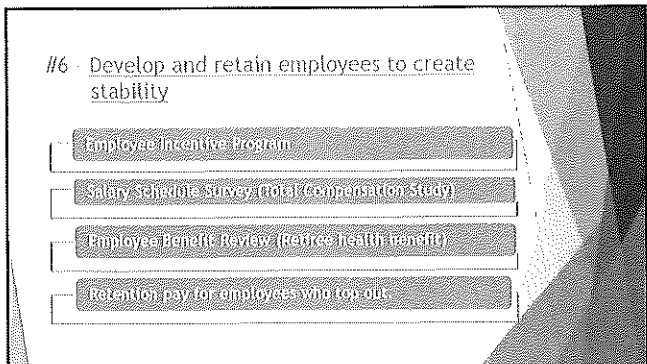 #6 - Develop and retain employees to create
stability
Employee Incentive Program
Salary Schedule Survey (Total Compensation Study)
Employee Benefit Review (Retiree health benefit)
Retention pay for employees who top out.